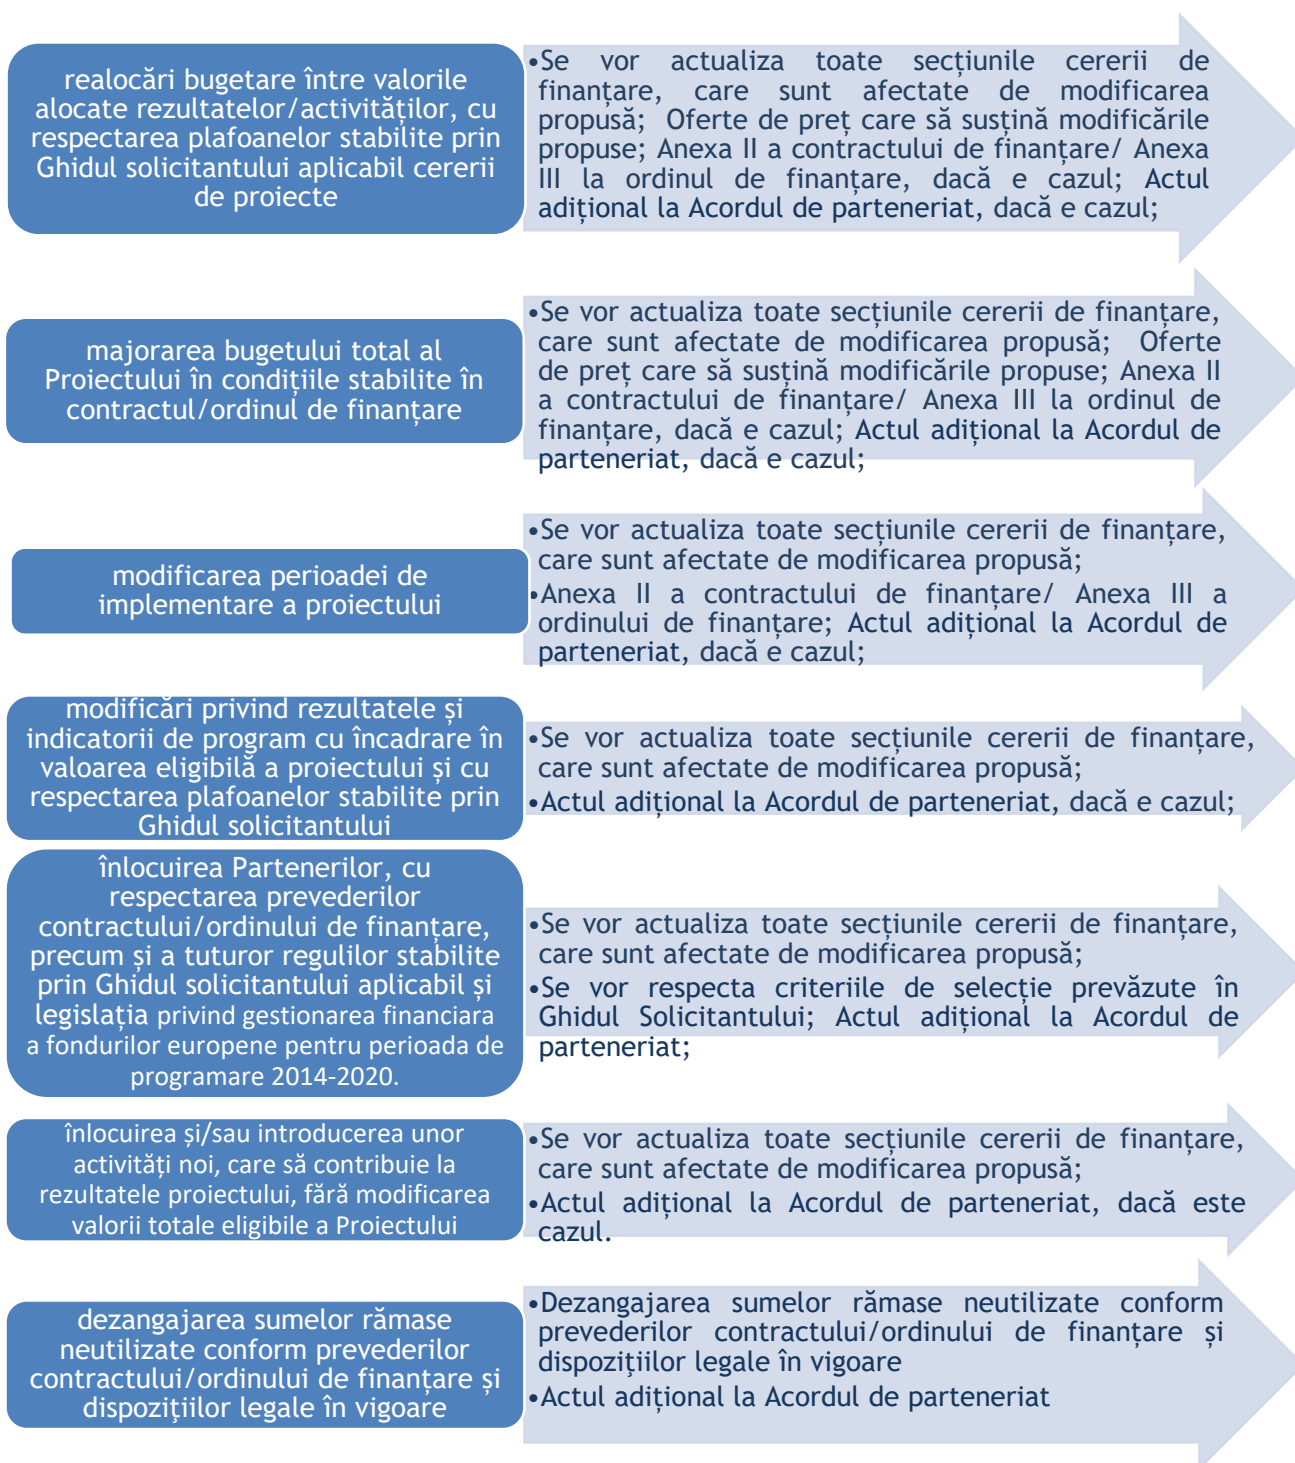 realocări bugetare între valorile
alocate rezultatelor/activităților, cu
respectarea plafoanelor stabilite prin
Ghidul solicitantului aplicabil cererii
de proiecte
•Se vor actualiza toate secțiunile cererii de
finanțare, care sunt afectate de modificarea
propusă; Oferte de preț care să susțină modificările
propuse; Anexa II a contractului de finanțare/ Anexa
III la ordinul de finanțare, dacă e cazul; Actul
adițional la Acordul de parteneriat, dacă e cazul;
majorarea bugetului total al
Proiectului în condițiile stabilite în
contractul/ordinul de finanțare
•Se vor actualiza toate secțiunile cererii de finanțare,
care sunt afectate de modificarea propusă; Oferte
de preț care să susțină modificările propuse; Anexa II
a contractului de finanțare/ Anexa III la ordinul de
finanțare, dacă e cazul; Actul adițional la Acordul de
parteneriat, dacă e cazul;
modificarea perioadei de
implementare a proiectului
•Se vor actualiza toate secțiunile cererii de finanțare,
care sunt afectate de modificarea propusă;
•Anexa II a contractului de finanțare/ Anexa III a
ordinului de finanțare; Actul adițional la Acordul de
parteneriat, dacă e cazul;
modificări privind rezultatele și
indicatorii de program cu încadrare în
valoarea eligibilă a proiectului și cu
respectarea plafoanelor stabilite prin
Ghidul solicitantului
•Se vor actualiza toate secțiunile cererii de finanțare,
care sunt afectate de modificarea propusă;
•Actul adițional la Acordul de parteneriat, dacă e cazul;
înlocuirea Partenerilor, cu
respectarea prevederilor
contractului/ordinului de finanțare,
precum și a tuturor regulilor stabilite
prin Ghidul solicitantului aplicabil și
legislația privind gestionarea financiara
a fondurilor europene pentru perioada de
programare 2014-2020.
•Se vor actualiza toate secțiunile cererii de finanțare,
care sunt afectate de modificarea propusă;
•Se vor respecta criteriile de selecție prevăzute în
Ghidul Solicitantului; Actul adițional la Acordul de
parteneriat;
înlocuirea și/sau introducerea unor
activități noi, care să contribuie la
rezultatele proiectului, fără modificarea
valorii totale eligibile a Proiectului
•Se vor actualiza toate secțiunile cererii de finanțare,
care sunt afectate de modificarea propusă;
•Actul adițional la Acordul de parteneriat, dacă este
cazul.
dezangajarea sumelor rămase
neutilizate conform prevederilor
contractului/ordinului de finanțare și
dispoziţiilor legale în vigoare
•Dezangajarea sumelor rămase neutilizate conform
prevederilor contractului/ordinului de finanțare și
dispoziţiilor legale în vigoare
•Actul adițional la Acordul de parteneriat